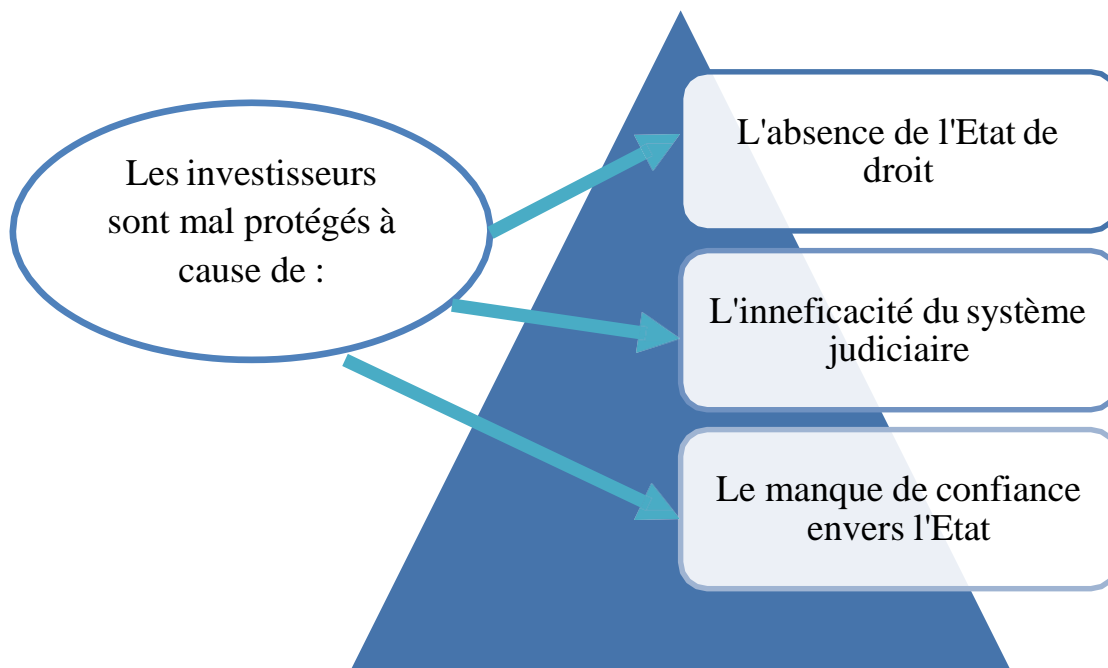 Les investisseurs
sont mal protégés à
cause de :
L'absence de l'Etat de
droit
L'inneficacité du système
judiciaire
Le manque de confiance
envers l'Etat